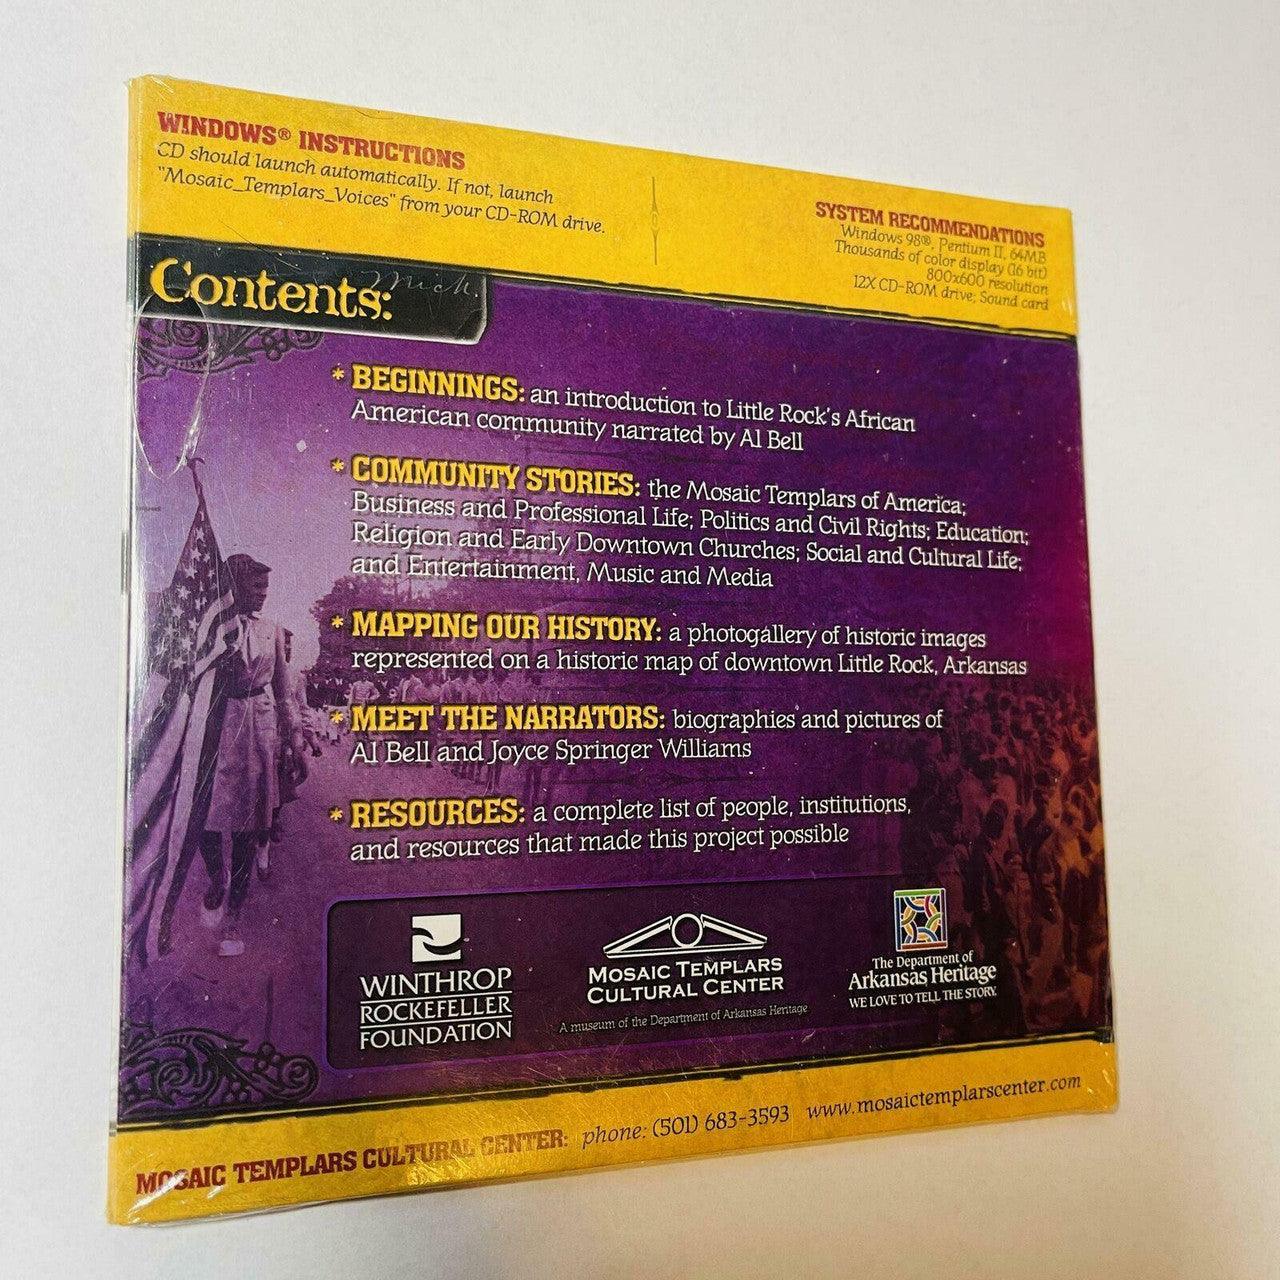 WINDOWS® INSTRUCTIONS
CD should launch automatically. If not, launch
"Mosaic_Templars_Voices" from your CD-ROM drive.
SYSTEM RECOMMENDATIONS
Windows 98®, Pentium II, 64MB
Thousands of color display (16 bit)
800x600 resolution
12X CD-ROM drive; Sound card
Contents:
* BEGINNINGS: an introduction to Little Rock's African
American community narrated by Al Bell
* COMMUNITY STORIES: the Mosaic Templars of America;
Business and Professional Life; Politics and Civil Rights; Education;
Religion and Early Downtown Churches; Social and Cultural Life;
and Entertainment, Music and Media
* MAPPING OUR HISTORY: a photogallery of historic images
represented on a historic map of downtown Little Rock, Arkansas
* MEET THE NARRATORS: biographies and pictures of
Al Bell and Joyce Springer Williams
* RESOURCES: a complete list of people, institutions,
and resources that made this project possible
WINTHROP
ROCKEFELLER
FOUNDATION
MOSAIC TEMPLARS
CULTURAL CENTER
A museum of the Department of Arkansas Heritage
The Department of
Arkansas Heritage
WE LOVE TO TELL THE STORY.
MOSAIC TEMPLARS CULTURAL CENTER: phone: (501) 683-3593 www.mosaictemplarscenter.com